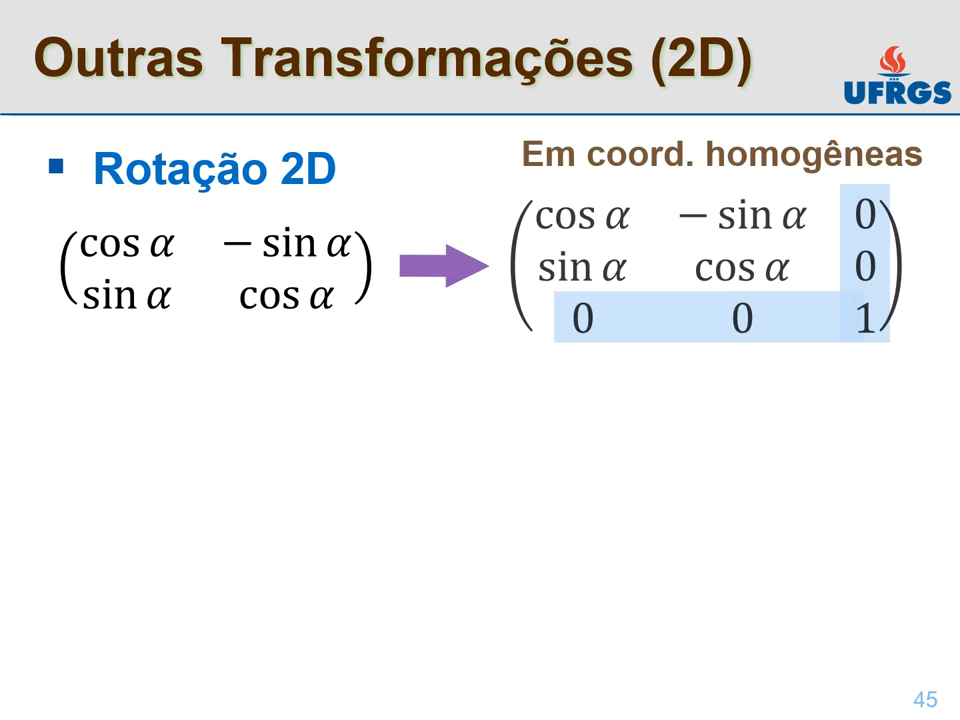 Outras Transformações (2D)
UFRGS
▪ Rotação 2D
Em coord. homogêneas
cos α − sin α
sin α cos α
cos α − sin α 0
sin α cos α 0
0 0 1
45